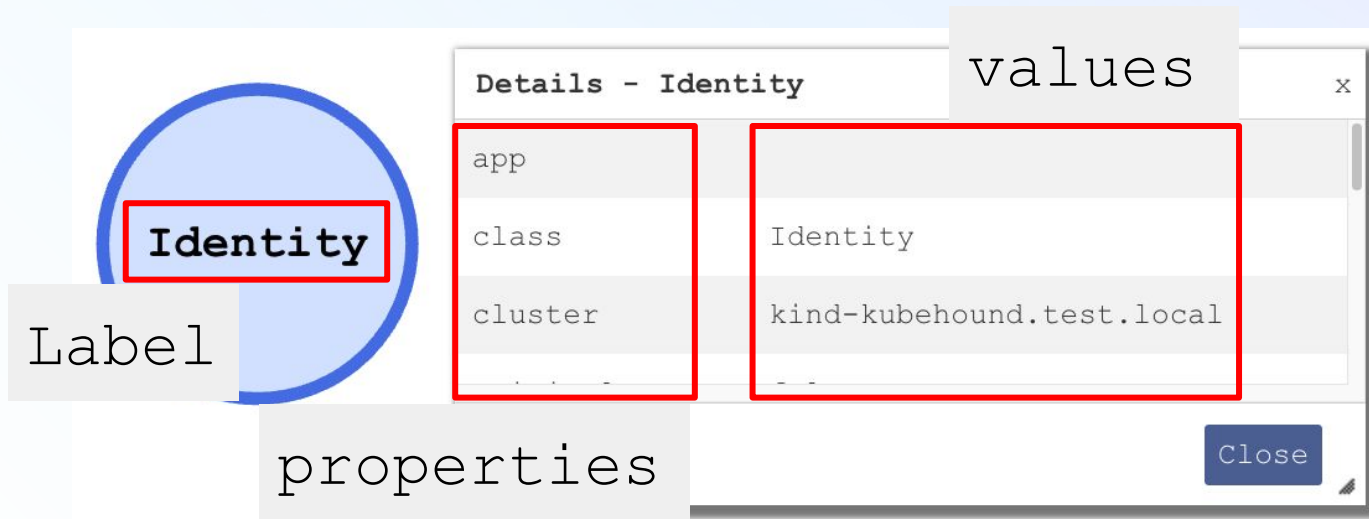 values
Details - Identity
x
app
class Identity
Identity
cluster kind-kubehound.test.local
Label
properties
Close